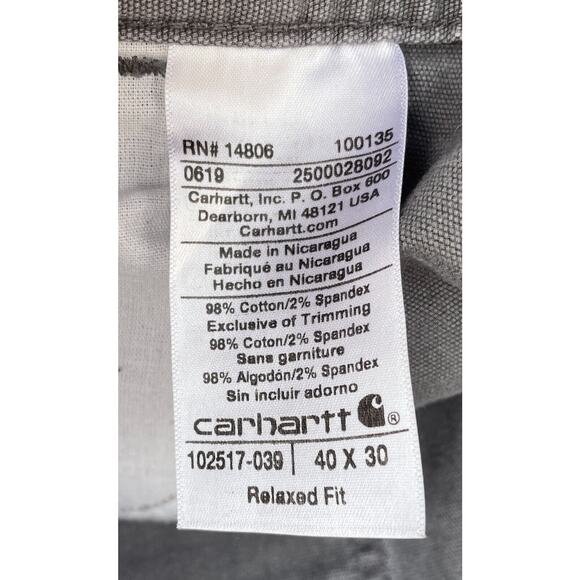 RN# 14806 100135
0619 2500028092
Carhartt, Inc. P. O. Box 600
Dearborn, MI 48121 USA
Carhartt.com
Made in Nicaragua
Fabriqué au Nicaragua
Hecho en Nicaragua
98% Cotton/2% Spandex
Exclusive of Trimming
98% Coton/2% Spandex
Sans garniture
98% Algodón/2% Spandex
Sin incluir adorno
carhartt ®
102517-039 | 40 X 30
Relaxed Fit